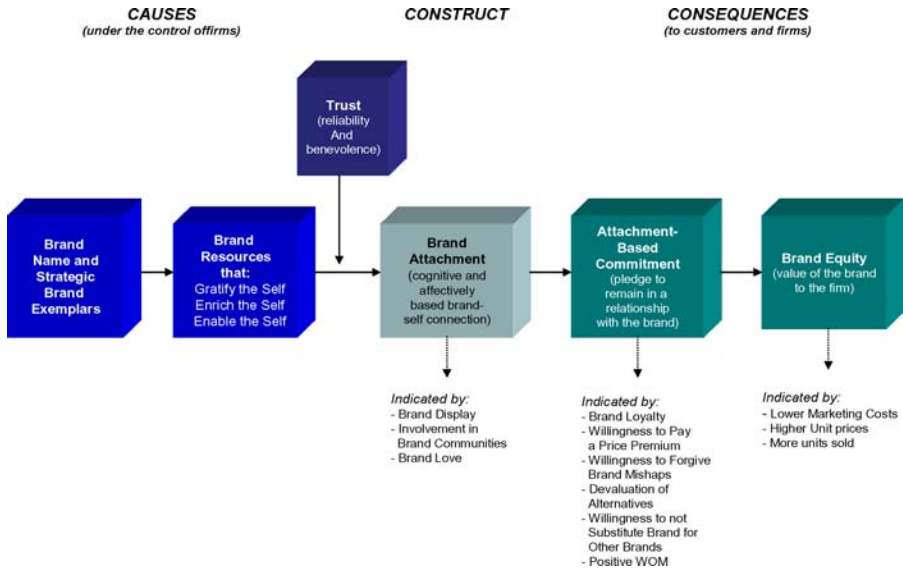 CAUSES
(under the control offirms)
CONSTRUCT
CONSEQUENCES
(to customers and firms)
Trust
(reliability
And
benevolence)
Brand
Name and
Strategic
Brand
Exemplars
Brand
Resources
that:
Gratify the Self
Enrich the Self
Enable the Self
Brand
Attachment
(cognitive and
affectively
based brand-
self connection)
Attachment-
Based
Commitment
(pledge to
remain in a
relationship
with the brand)
Brand Equity
(value of the brand
to the firm)
Indicated by:
- Brand Display
- Involvement in
Brand Communities
- Brand Love
Indicated by:
- Brand Loyalty
- Willingness to Pay
a Price Premium
- Willingness to Forgive
Brand Mishaps
- Devaluation of
Alternatives
- Willingness to not
Substitute Brand for
Other Brands
- Positive WOM
Indicated by:
- Lower Marketing Costs
- Higher Unit prices
- More units sold